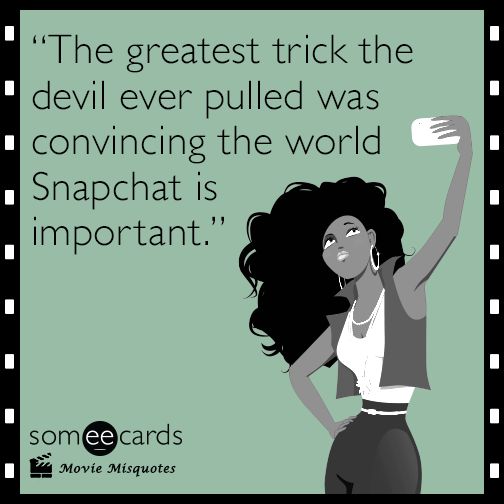 “The greatest trick the
devil ever pulled was
convincing the world
Snapchat is
important.”
someecards
Movie Misquotes